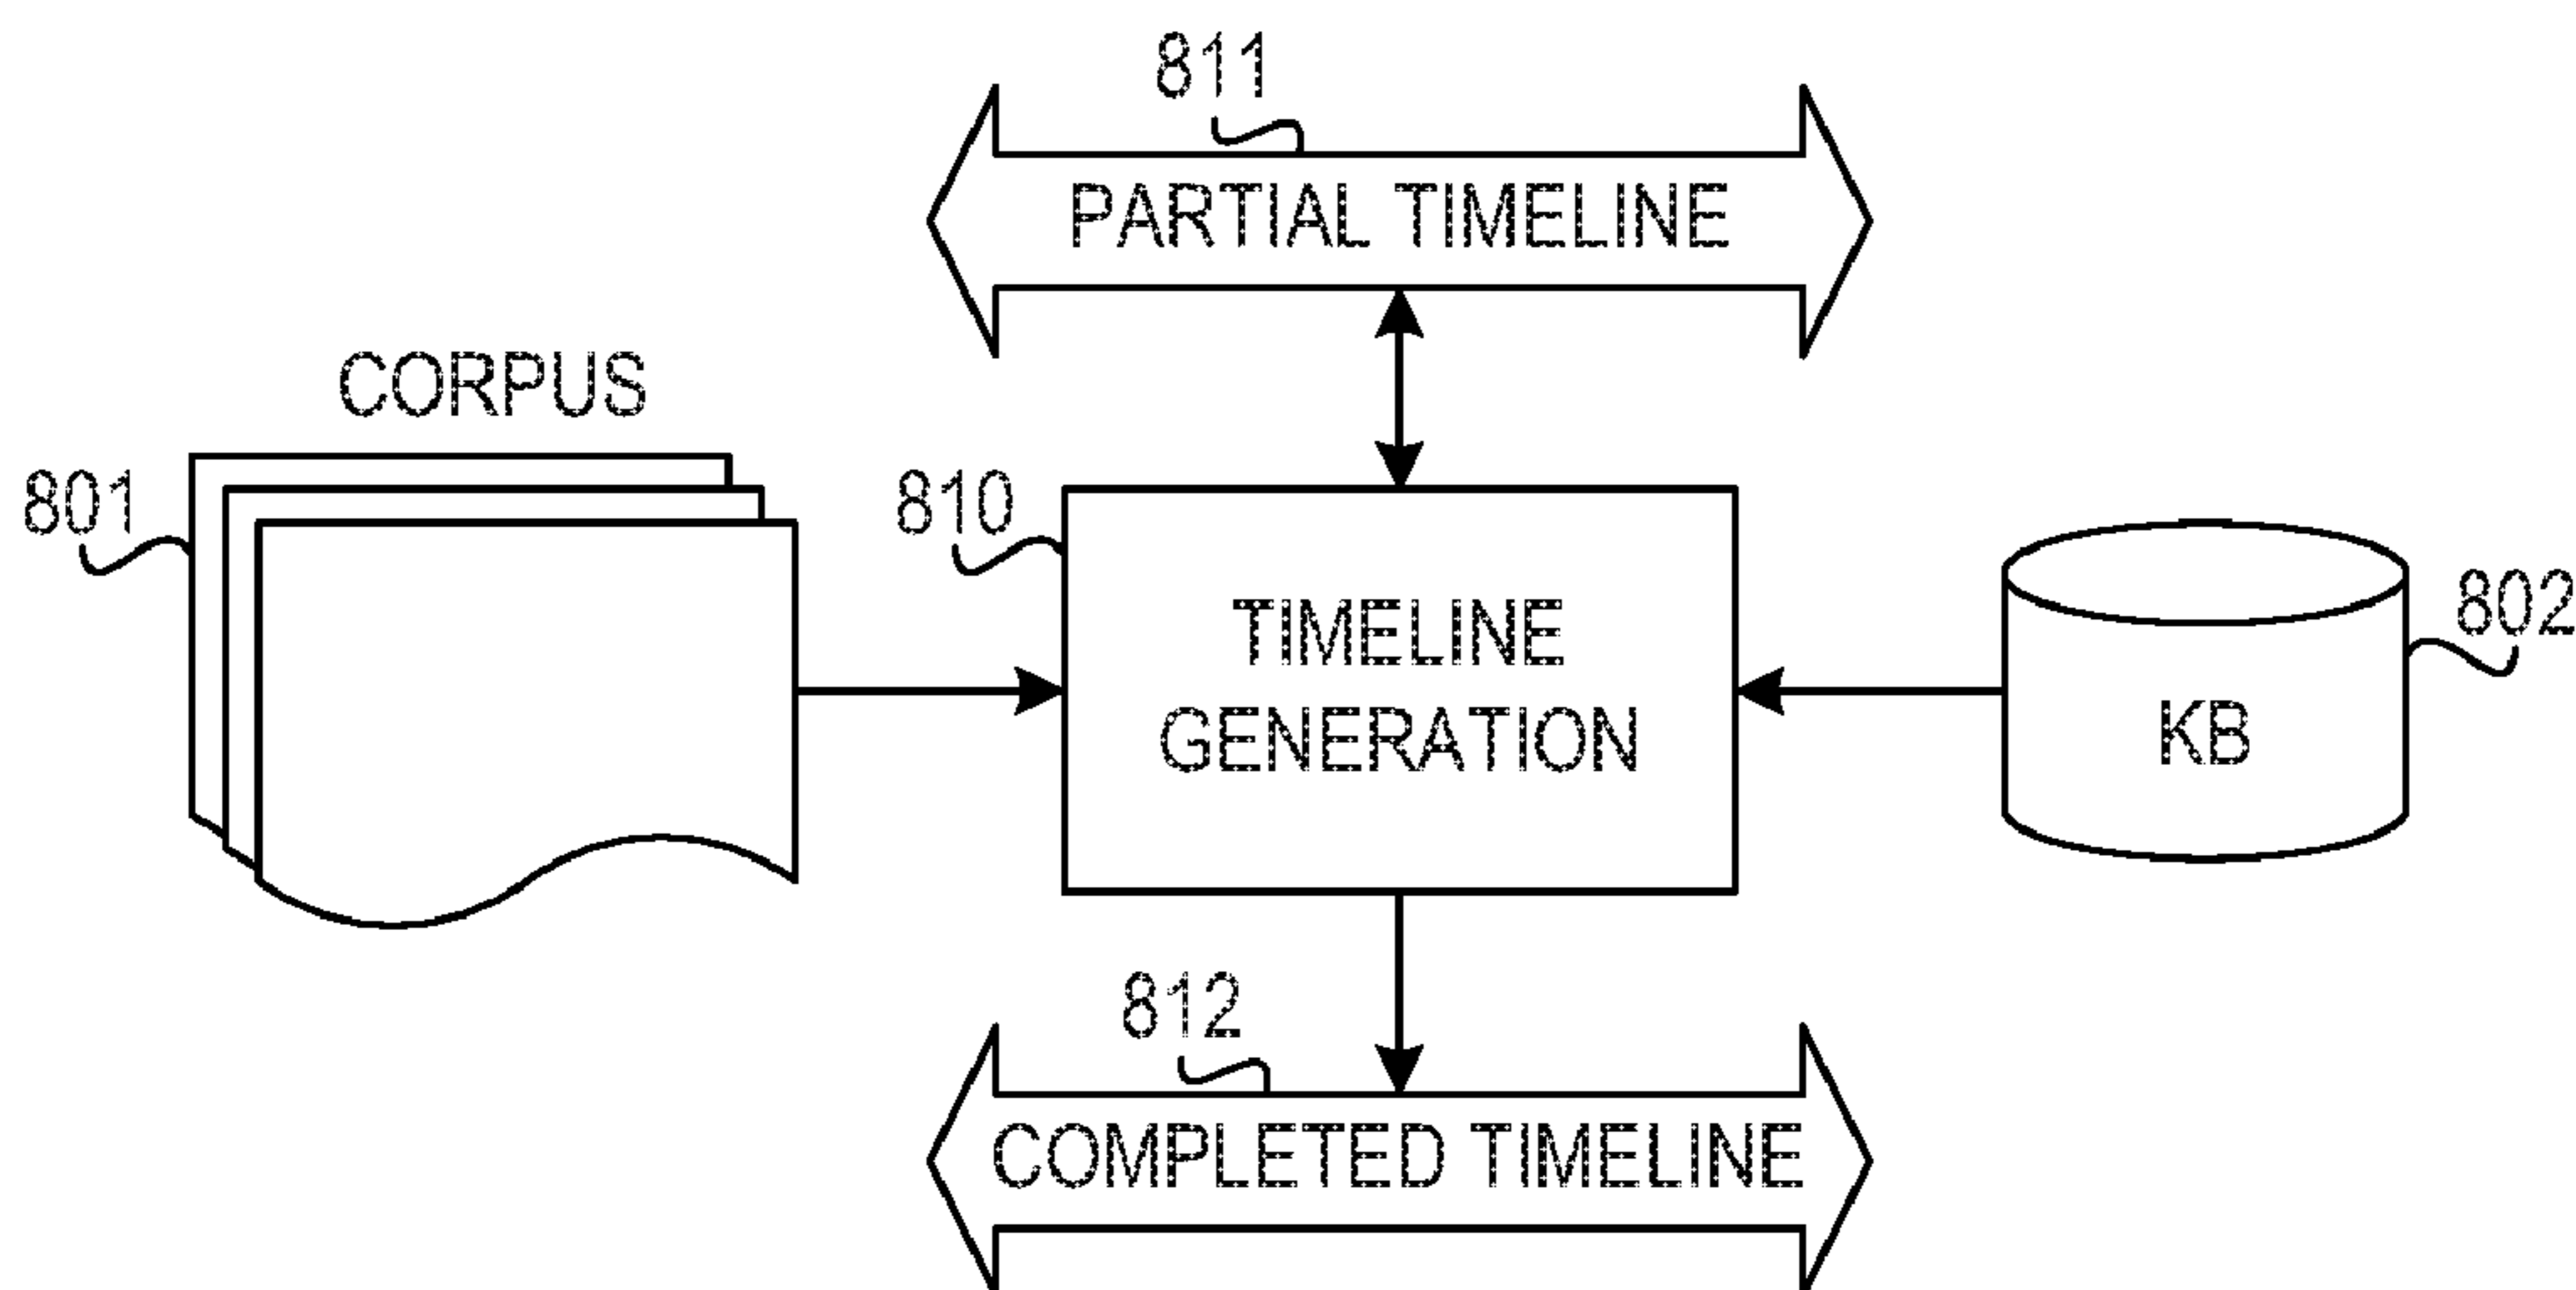 811
PARTIAL TIMELINE
CORPUS
801
810
TIMELINE
GENERATION
802
KB
812
COMPLETED TIMELINE